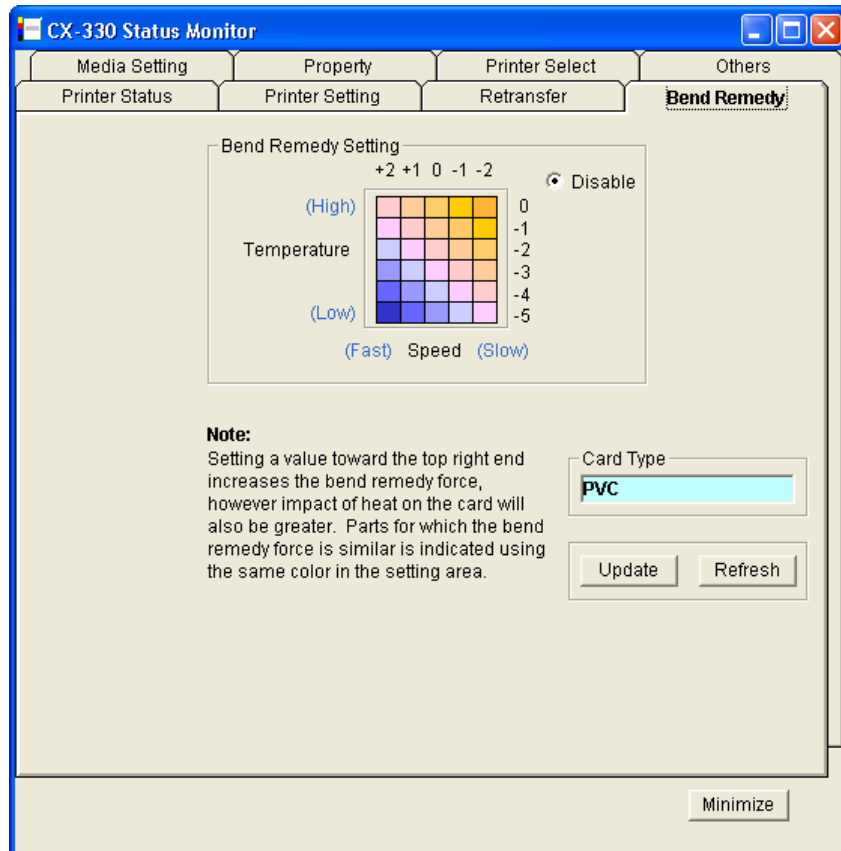 CX-330 Status Monitor
Media Setting Property Printer Select Others
Printer Status Printer Setting Retransfer Bend Remedy
Bend Remedy Setting
+2 +1 0 -1 -2
Disable
(High) 0
-1
Temperature -2
-3
-4
(Low) -5
(Fast) Speed (Slow)
Note:
Setting a value toward the top right end
increases the bend remedy force,
however impact of heat on the card will
also be greater. Parts for which the bend
remedy force is similar is indicated using
the same color in the setting area.
Card Type
PVC
Update Refresh
Minimize